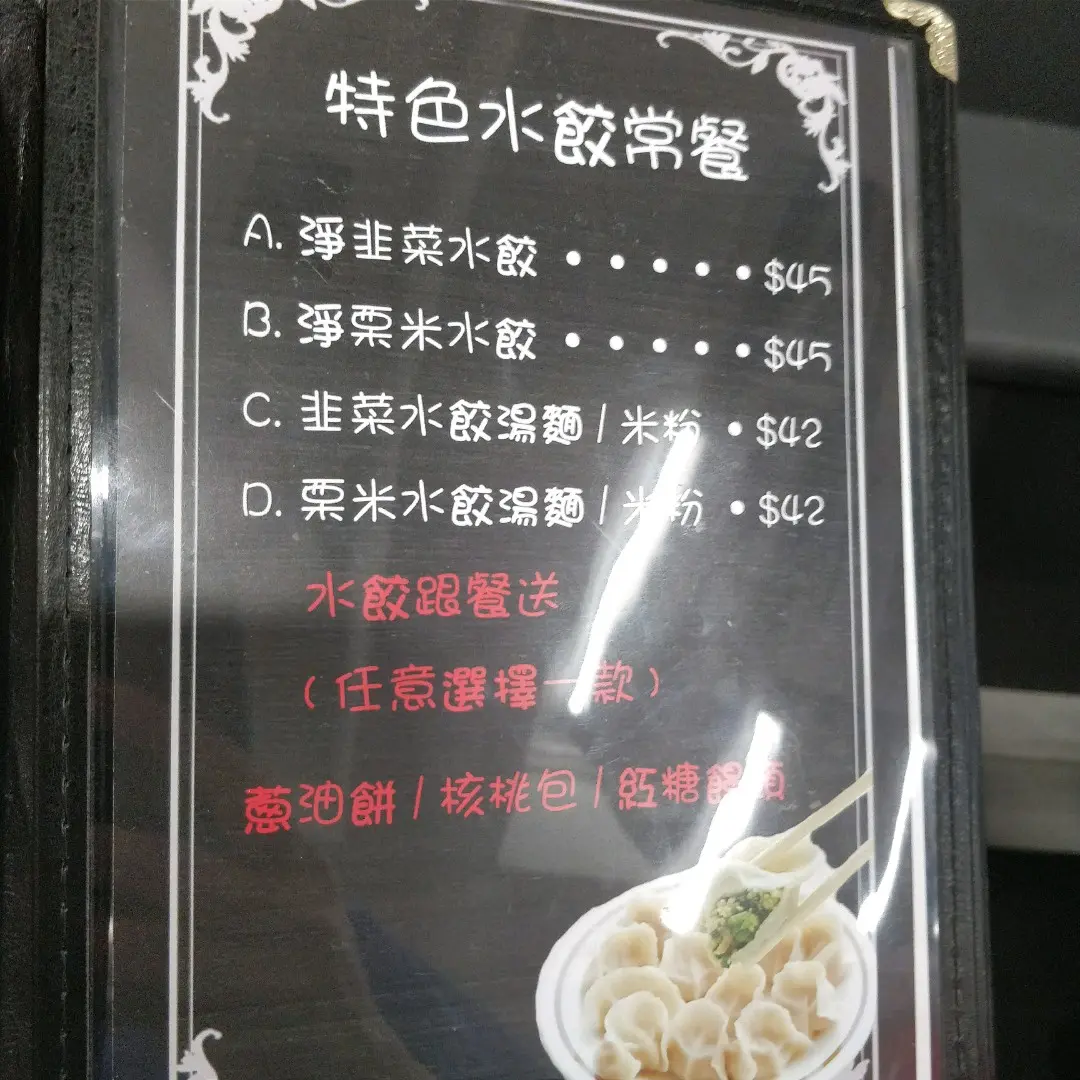 特色水餃常餐
A. 淨韭菜水餃 • • • • • $45
B. 淨栗米水餃 • • • • • $45
C. 韭菜水餃湯麵 / 米粉 • $42
D. 栗米水餃湯麵 / 米粉 • $42
水餃跟餐送
(任意選擇一款)
蔥油餅 / 核桃包 / 紅糖饅頭